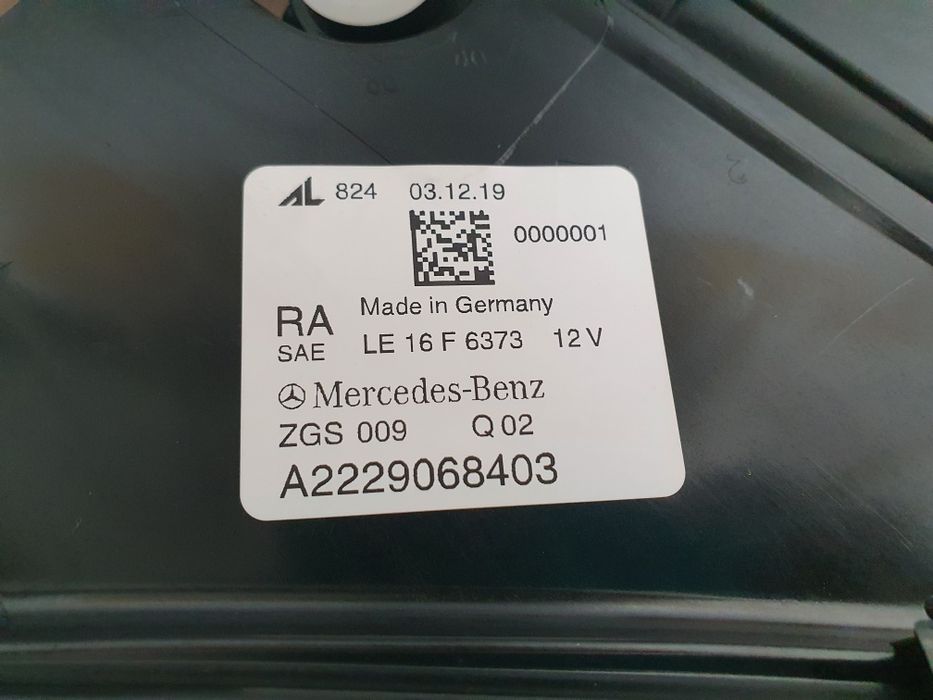 AL 824 03.12.19
0000001
Made in Germany
RA
SAE LE 16 F 6373 12 V
Mercedes-Benz
ZGS 009 Q 02
A2229068403